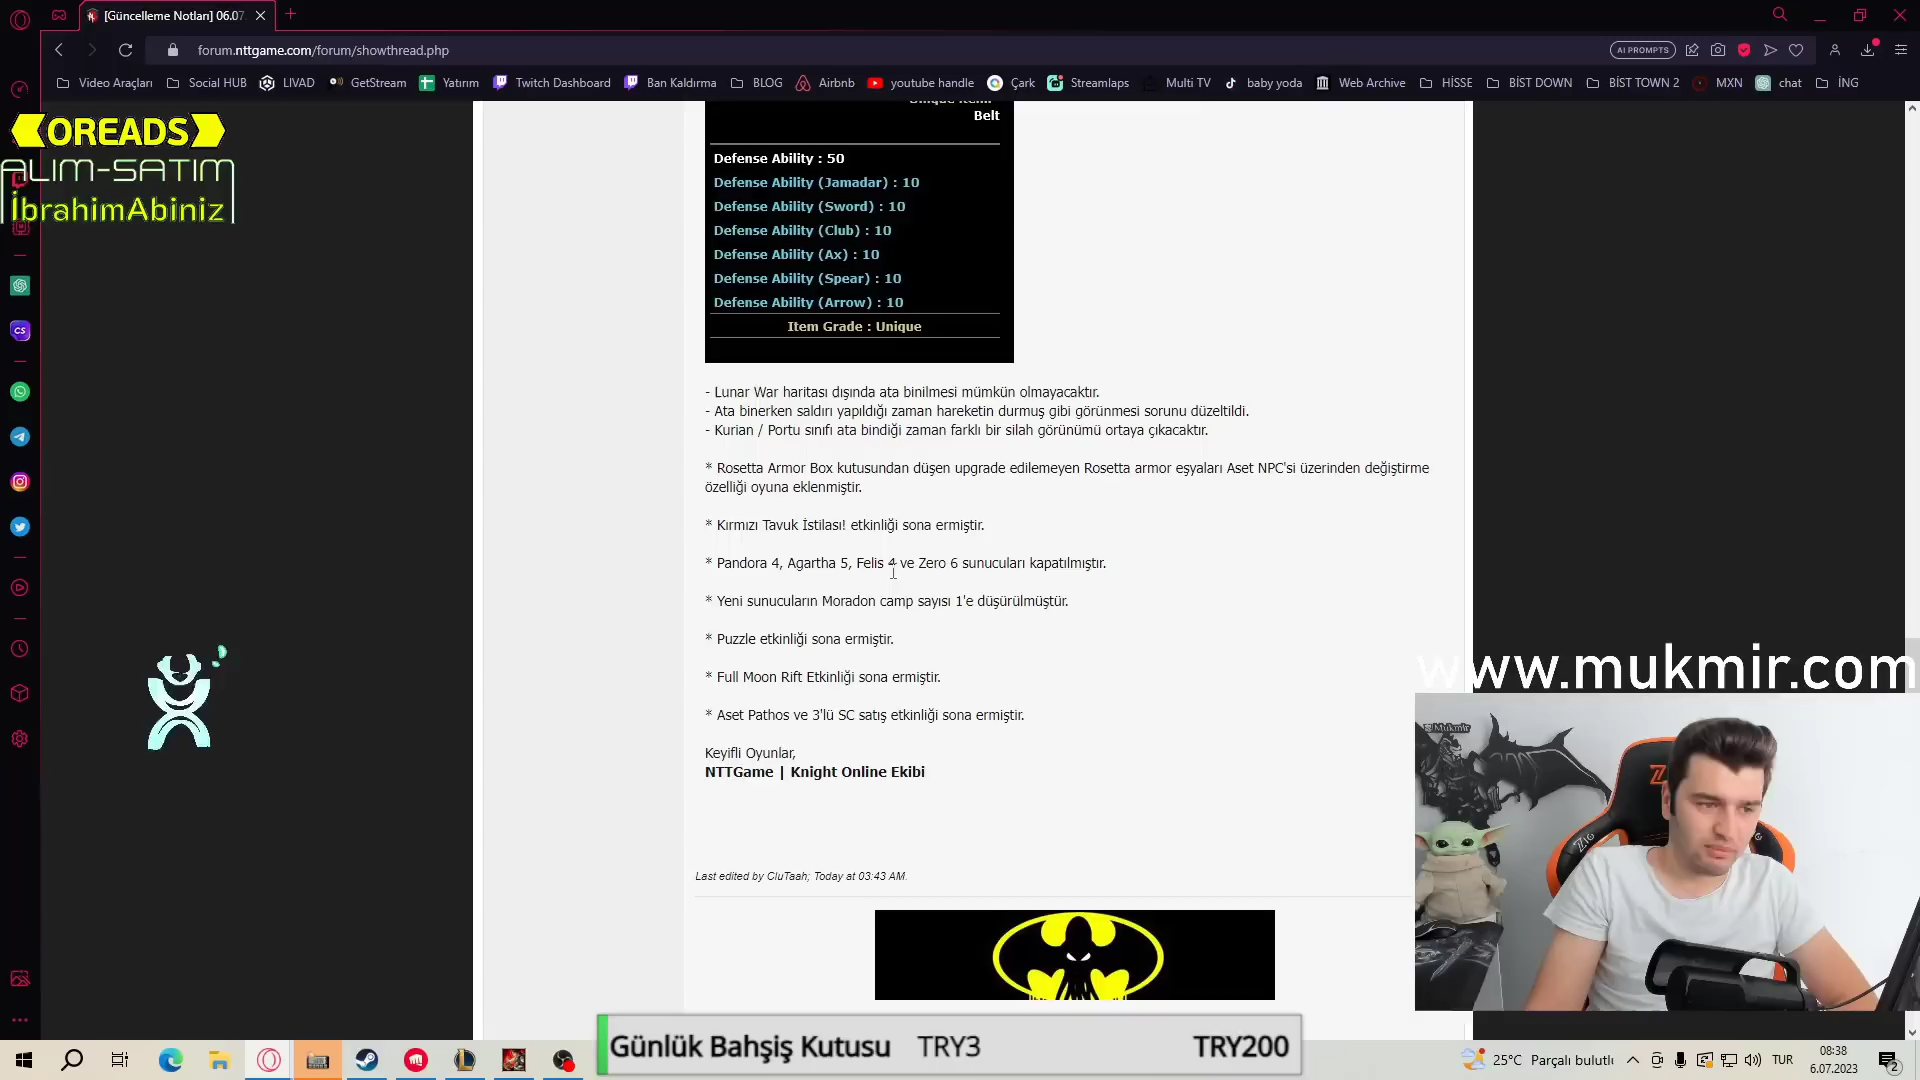 [Güncelleme Notları] 06.07.
forum.nttgame.com/forum/showthread.php
AI PROMPTS
Video Araçları
Social HUB
LIVAD
GetStream
Yatırım
Twitch Dashboard
Ban Kaldırma
BLOG
Airbnb
youtube handle
Çark
Streamlaps
Multi TV
baby yoda
Web Archive
HİSSE
BİST DOWN
BİST TOWN 2
MXN
chat
İNG
OREADS
ALIM-SATIM
İbrahimAbiniz
Unique Item.
Belt
Defense Ability : 50
Defense Ability (Jamadar) : 10
Defense Ability (Sword) : 10
Defense Ability (Club) : 10
Defense Ability (Ax) : 10
Defense Ability (Spear) : 10
Defense Ability (Arrow) : 10
Item Grade : Unique
- Lunar War haritası dışında ata binilmesi mümkün olmayacaktır.
- Ata binerken saldırı yapıldığı zaman hareketin durmuş gibi görünmesi sorunu düzeltildi.
- Kurian / Portu sınıfı ata bindiği zaman farklı bir silah görünümü ortaya çıkacaktır.
* Rosetta Armor Box kutusundan düşen upgrade edilemeyen Rosetta armor eşyaları Aset NPC'si üzerinden değiştirme
özelliği oyuna eklenmiştir.
* Kırmızı Tavuk İstilası! etkinliği sona ermiştir.
* Pandora 4, Agartha 5, Felis 4 ve Zero 6 sunucuları kapatılmıştır.
* Yeni sunucuların Moradon camp sayısı 1'e düşürülmüştür.
* Puzzle etkinliği sona ermiştir.
* Full Moon Rift Etkinliği sona ermiştir.
* Aset Pathos ve 3'lü SC satış etkinliği sona ermiştir.
Keyifli Oyunlar,
NTTGame | Knight Online Ekibi
Last edited by CluTaah; Today at 03:43 AM.
www.mukmir.com
Mukmir
Günlük Bahşiş Kutusu TRY3 TRY200
25°C Parçalı bulutlı
TUR
08:38
6.07.2023
2